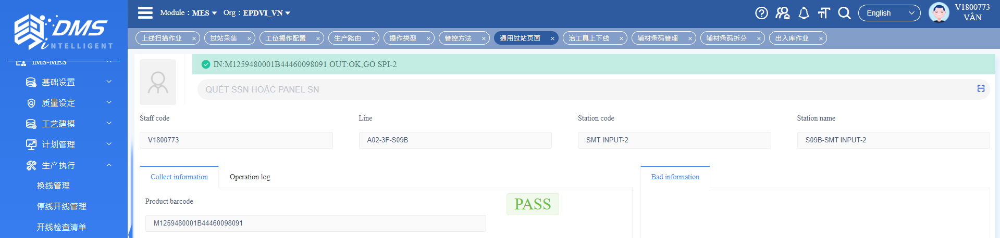 DMS
iNTELLIGENT
Module：MES Org：EPDVI_VN
English
V1800773
VÂN
上线扫描作业 × 过站采集 × 工位操作配置 × 生产路由 × 操作类型 × 管控方法 × 通用过站页面 × 治工具上下线 × 辅材条码管理 × 辅材条码拆分 × 出入库作业 ×
IMS-MES
基础设置
质量设定
工艺建模
计划管理
生产执行
换线管理
停线开线管理
开线检查清单
IN:M1259480001B44460098091 OUT:OK,GO SPI-2
QUÉT SSN HOẶC PANEL SN
Staff code Line Station code Station name
V1800773 A02-3F-S09B SMT INPUT-2 S09B-SMT INPUT-2
Collect information Operation log Bad information
Product barcode
PASS
M1259480001B44460098091